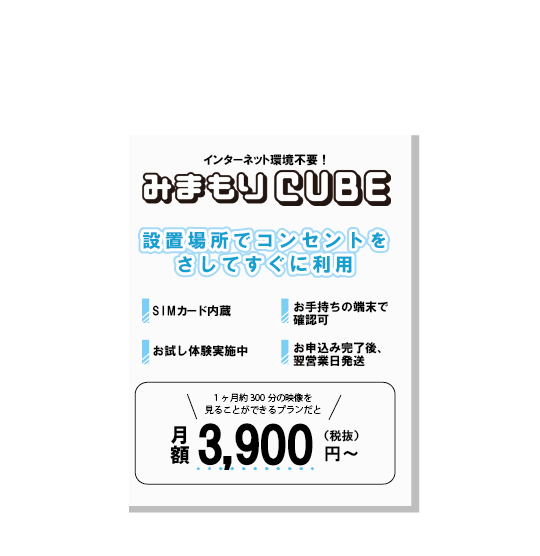 インターネット環境不要！
みまもりCUBE
設置場所でコンセントを
さしてすぐに利用
SIMカード内蔵
お手持ちの端末で
確認可
お試し体験実施中
お申込み完了後、
翌営業日発送
1ヶ月約300分の映像を
見ることができるプランだと
月額 3,900 （税抜）
円～